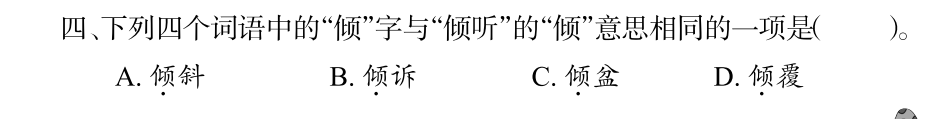 四、下列四个词语中的“倾”字与“倾听”的“倾”意思相同的一项是(　　)。
A. 倾斜　　B. 倾诉　　C. 倾盆　　D. 倾覆